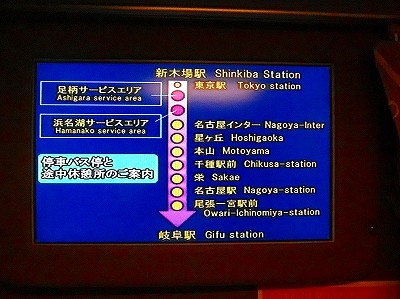 新木場駅 Shinkiba Station
東京駅 Tokyo station
足柄サービスエリア
Ashigara service area
浜名湖サービスエリア
Hamanako service area
名古屋インター Nagoya-Inter
星ヶ丘 Hoshigaoka
本山 Motoyama
千種駅前 Chikusa-station
栄 Sakae
名古屋駅 Nagoya-station
尾張一宮駅前
Owari-Ichinomiya-station
停車バス停と
途中休憩所のご案内
岐阜駅 Gifu station